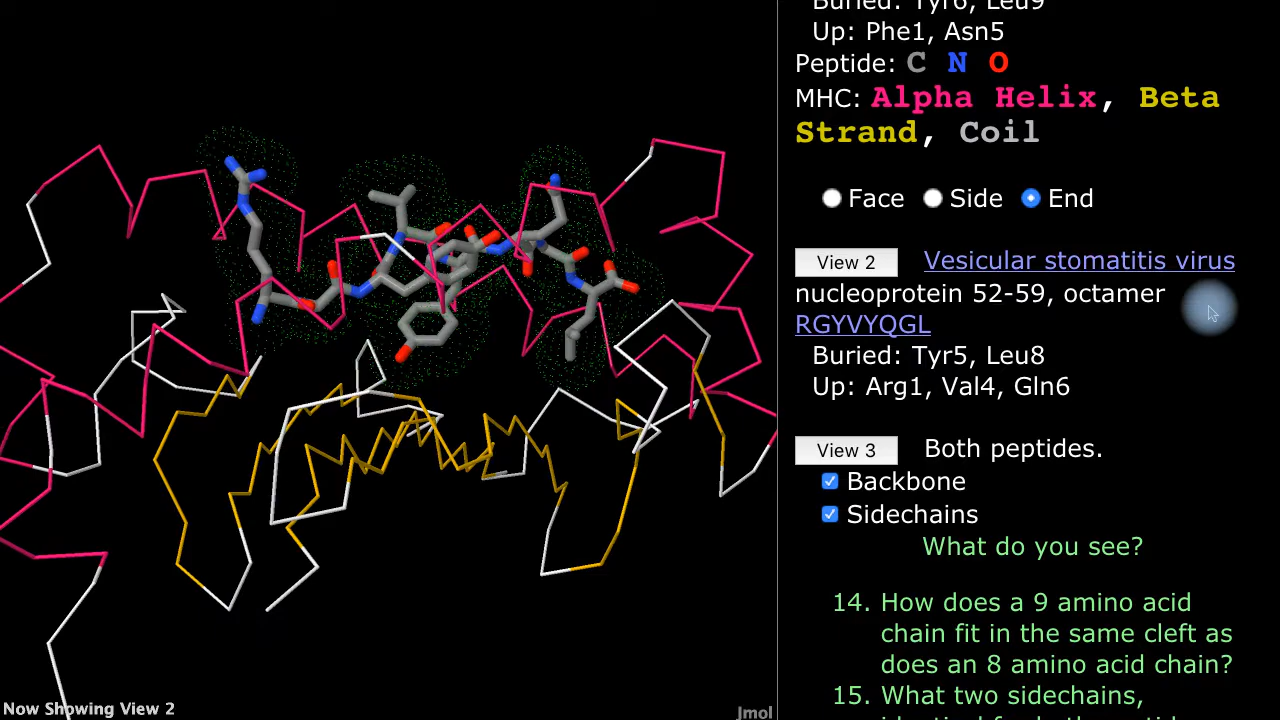 Buried: Tyr6, Leu9
Up: Phe1, Asn5
Peptide: C N O
MHC: Alpha Helix, Beta
Strand, Coil
Face Side End
View 2 Vesicular stomatitis virus
nucleoprotein 52-59, octamer
RGYVYQGL
Buried: Tyr5, Leu8
Up: Arg1, Val4, Gln6
View 3 Both peptides.
Backbone
Sidechains
What do you see?
14. How does a 9 amino acid
chain fit in the same cleft as
does an 8 amino acid chain?
15. What two sidechains,
Now Showing View 2
Jmol